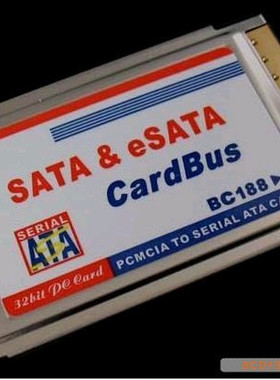 SATA & eSATA
CardBus
BC188
SERIAL
ATA
32bit PC Card
PCMCIA TO SERIAL ATA